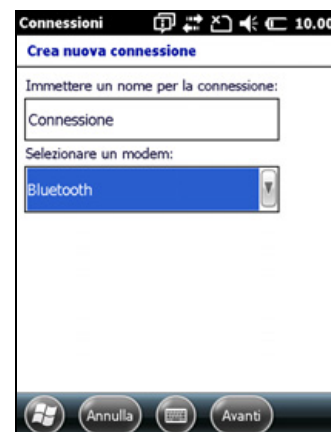 Connessioni 10.00
Crea nuova connessione
Immettere un nome per la connessione:
Connessione
Selezionare un modem:
Bluetooth
Annulla Avanti